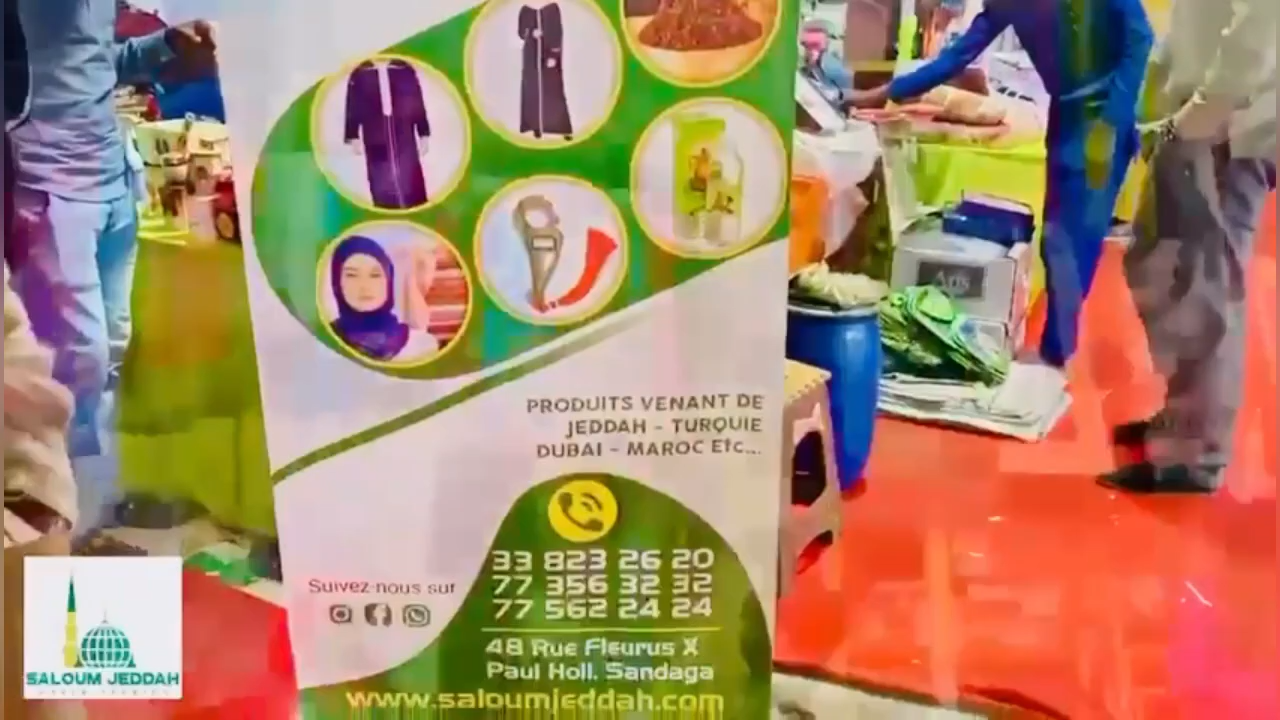 Aris
PRODUITS VENANT DE
JEDDAH - TURQUIE
DUBAI - MAROC Etc...
33 823 26 20
77 356 32 32
77 562 24 24
Suivez-nous sur
48 Rue Fleurus X
Paul Holl. Sandaga
www.saloumjeddah.com
SALOUM JEDDAH